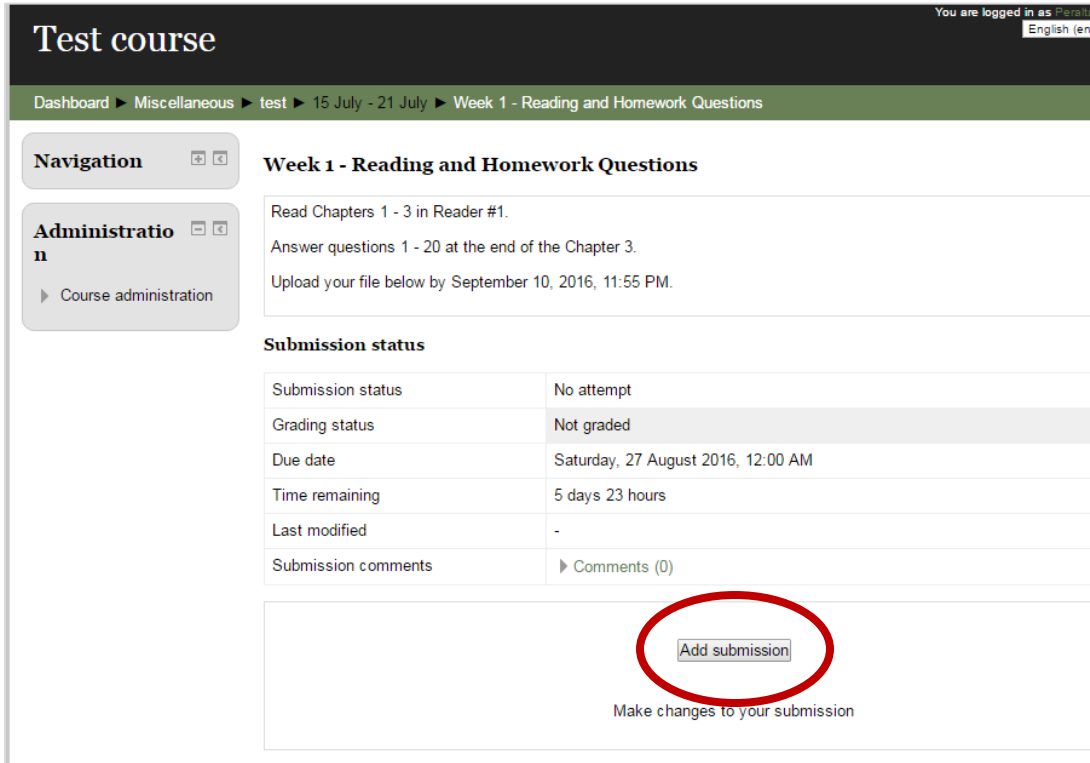 You are logged in as Peralt
English (en
Test course
Dashboard ► Miscellaneous ► test ► 15 July - 21 July ► Week 1 - Reading and Homework Questions
Navigation
Week 1 - Reading and Homework Questions
Administratio
n
Course administration
Read Chapters 1 - 3 in Reader #1.
Answer questions 1 - 20 at the end of the Chapter 3.
Upload your file below by September 10, 2016, 11:55 PM.
Submission status
Submission status No attempt
Grading status Not graded
Due date Saturday, 27 August 2016, 12:00 AM
Time remaining 5 days 23 hours
Last modified -
Submission comments Comments (0)
Add submission
Make changes to your submission